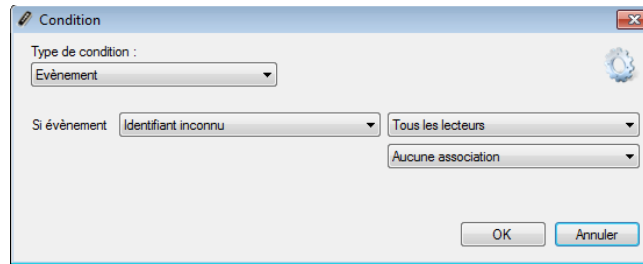 Condition
Type de condition :
Evènement
Si évènement Identifiant inconnu Tous les lecteurs
Aucune association
OK Annuler